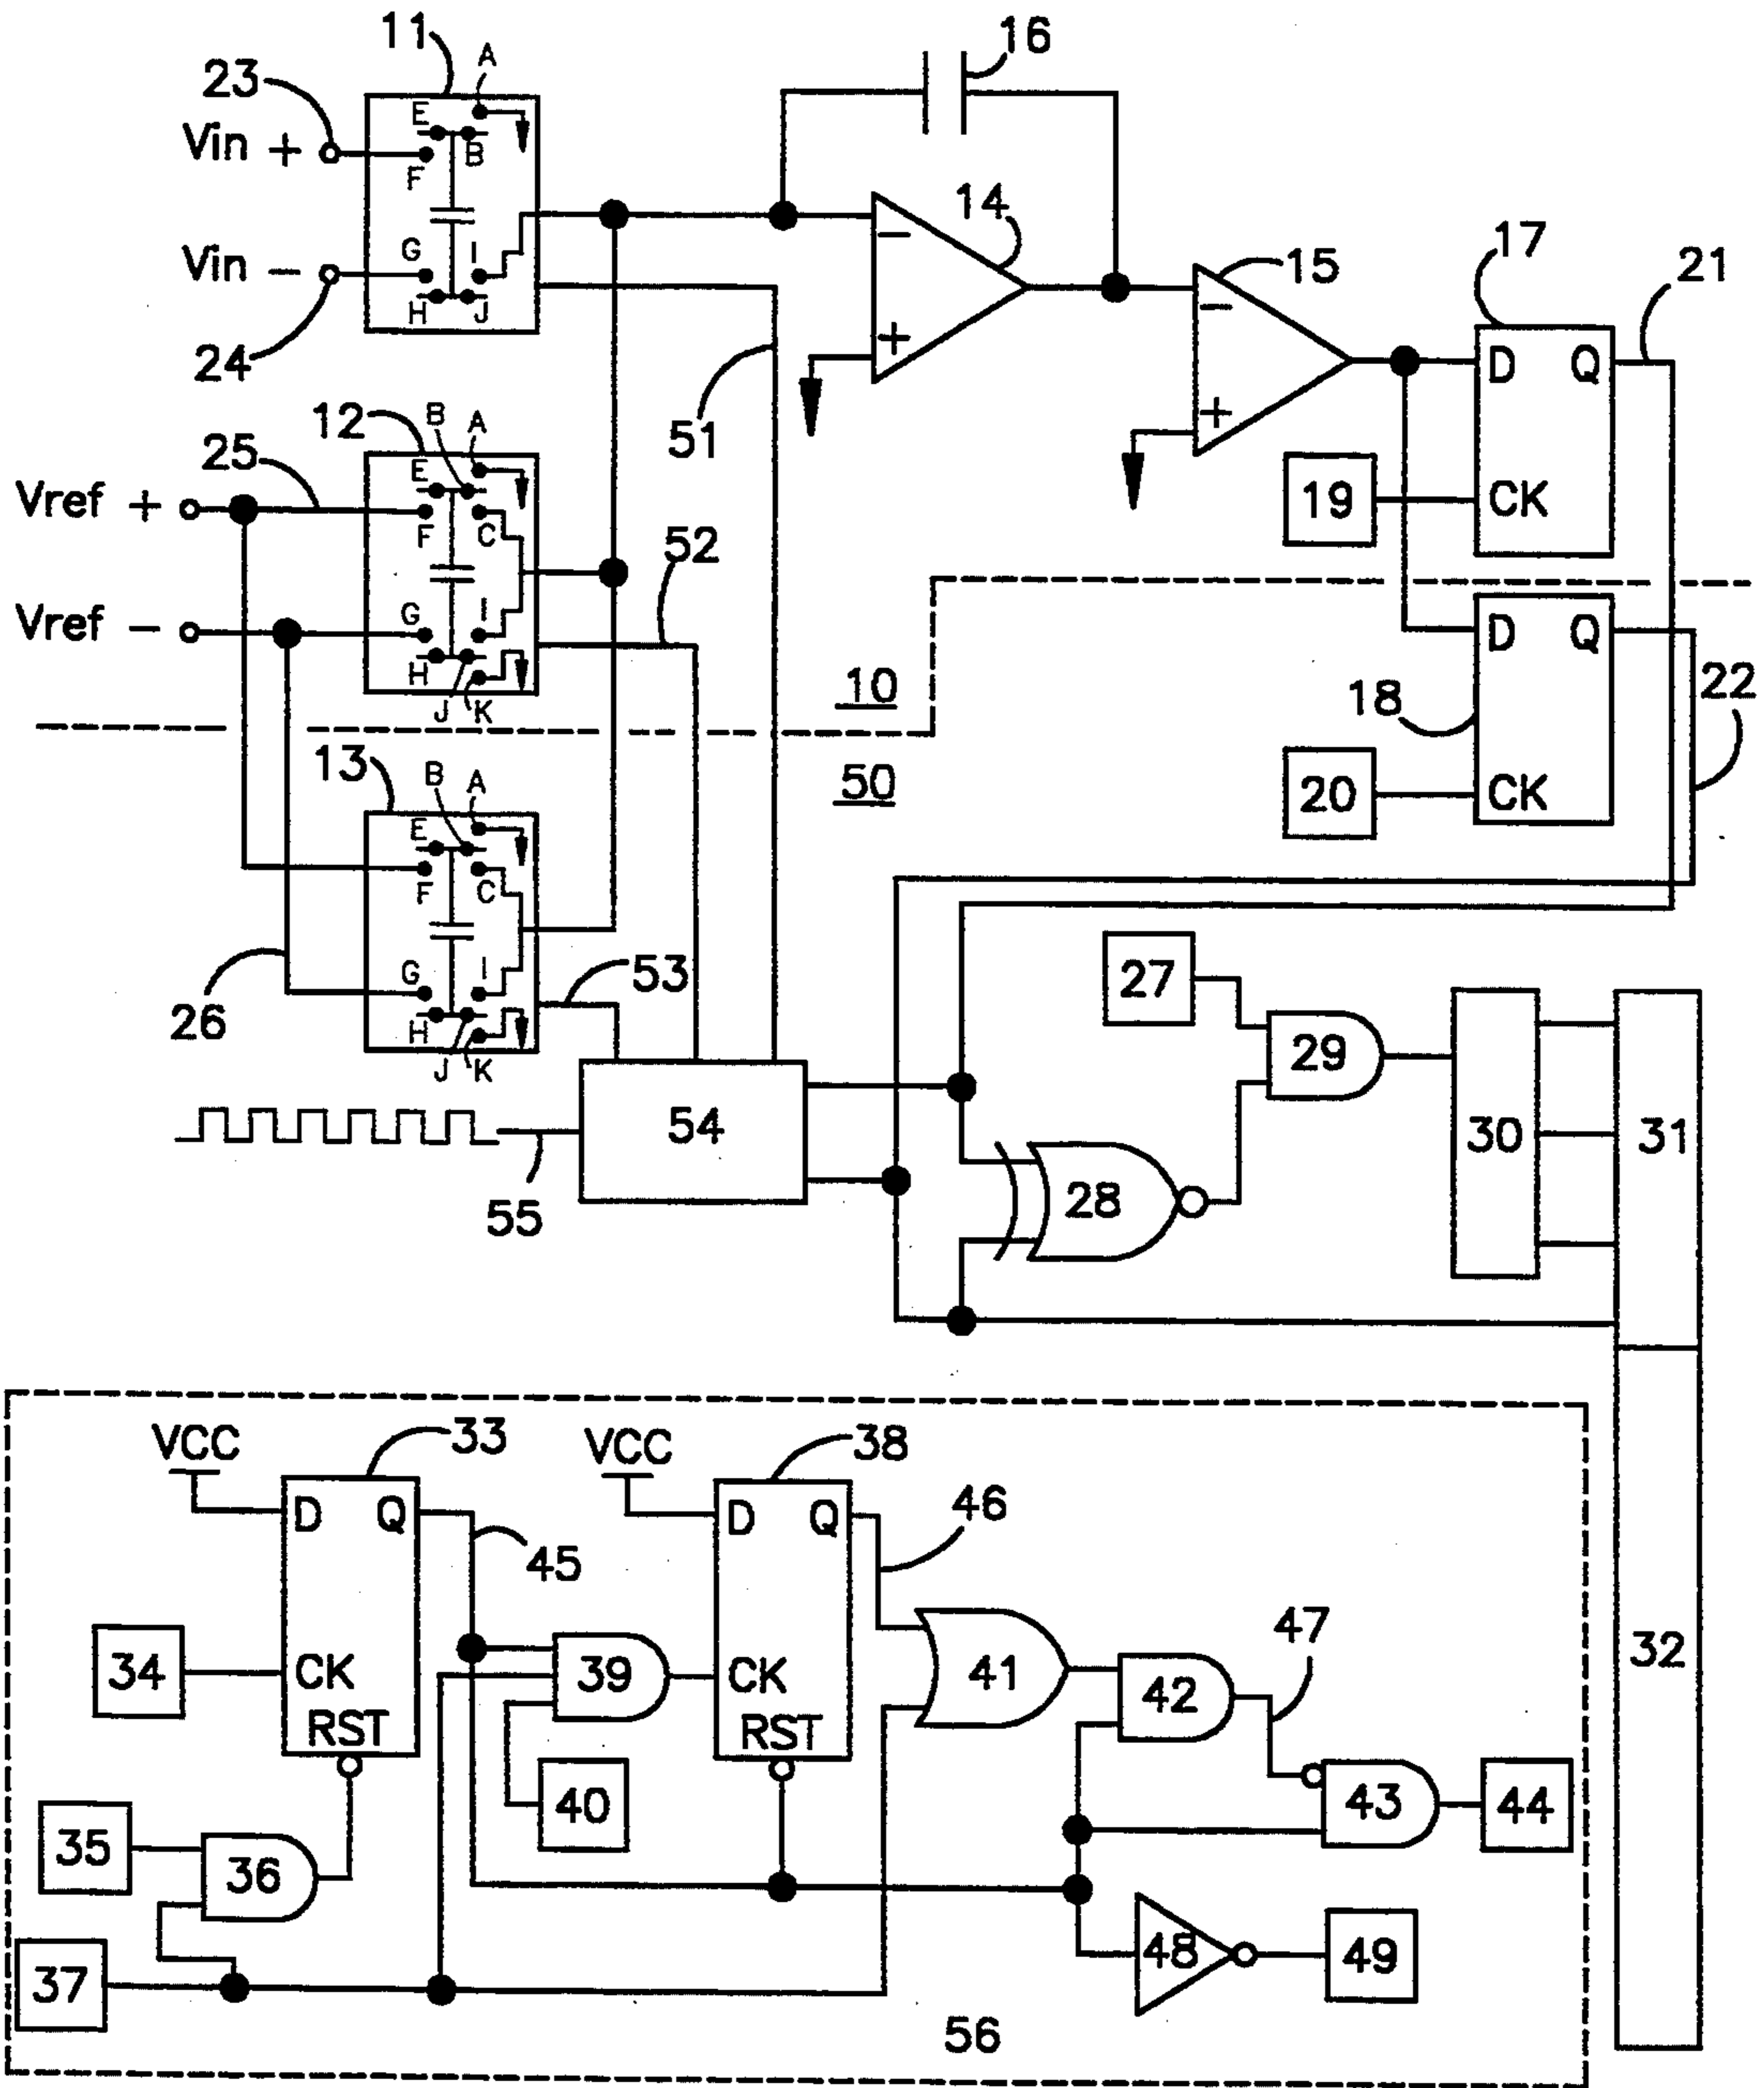 11
A
16
23
E
Vin +
B
F
14
G
I
Vin −
H
J
−
+
15
17
21
24
−
+
D Q
CK
19
51
12
B
A
25
E
Vref +
F
C
52
G
I
Vref −
H
J
K
10
50
D Q
18
22
CK
20
13
B
A
E
F
C
G
I
53
H
J
K
26
27
29
30
31
54
55
28
VCC
33
D Q
45
34
CK
RST
VCC
38
D Q
46
39
CK
RST
40
41
42
47
43
44
32
35
36
37
48
49
56